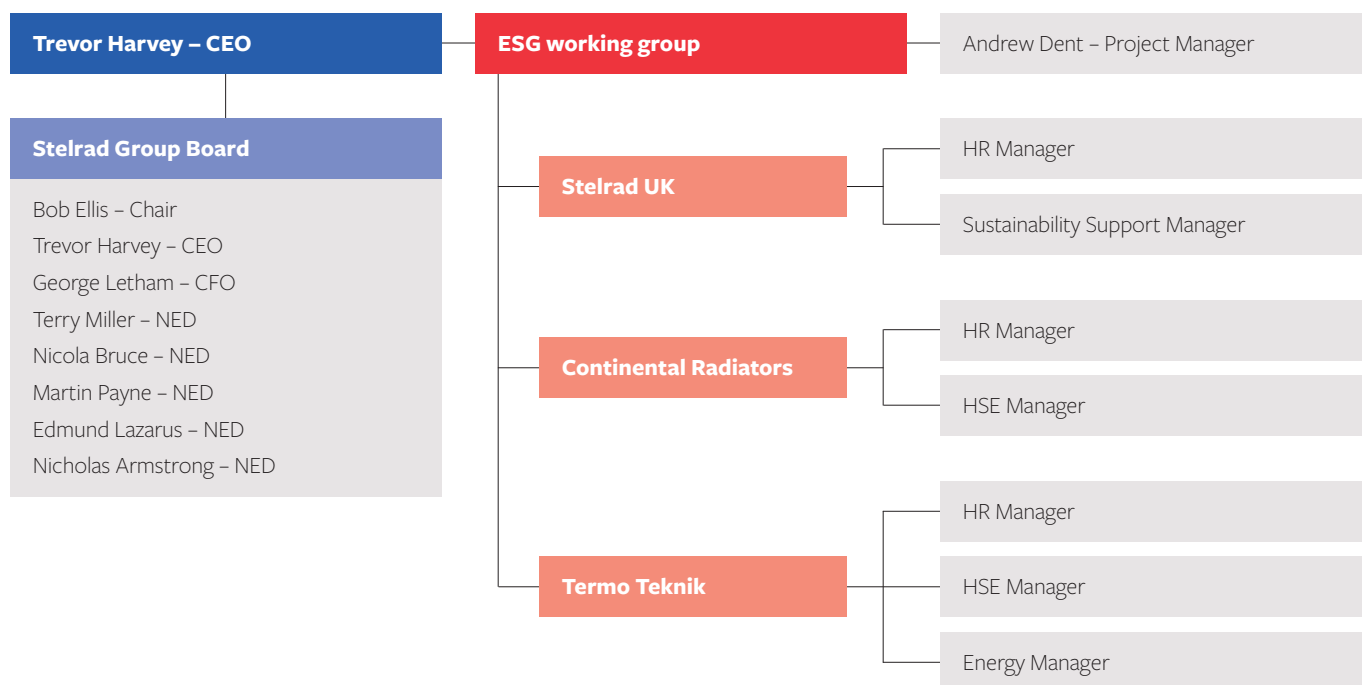 Trevor Harvey – CEO
ESG working group
Andrew Dent – Project Manager
Stelrad Group Board
Bob Ellis – Chair
Trevor Harvey – CEO
George Letham – CFO
Terry Miller – NED
Nicola Bruce – NED
Martin Payne – NED
Edmund Lazarus – NED
Nicholas Armstrong – NED
Stelrad UK
HR Manager
Sustainability Support Manager
Continental Radiators
HR Manager
HSE Manager
Termo Teknik
HR Manager
HSE Manager
Energy Manager